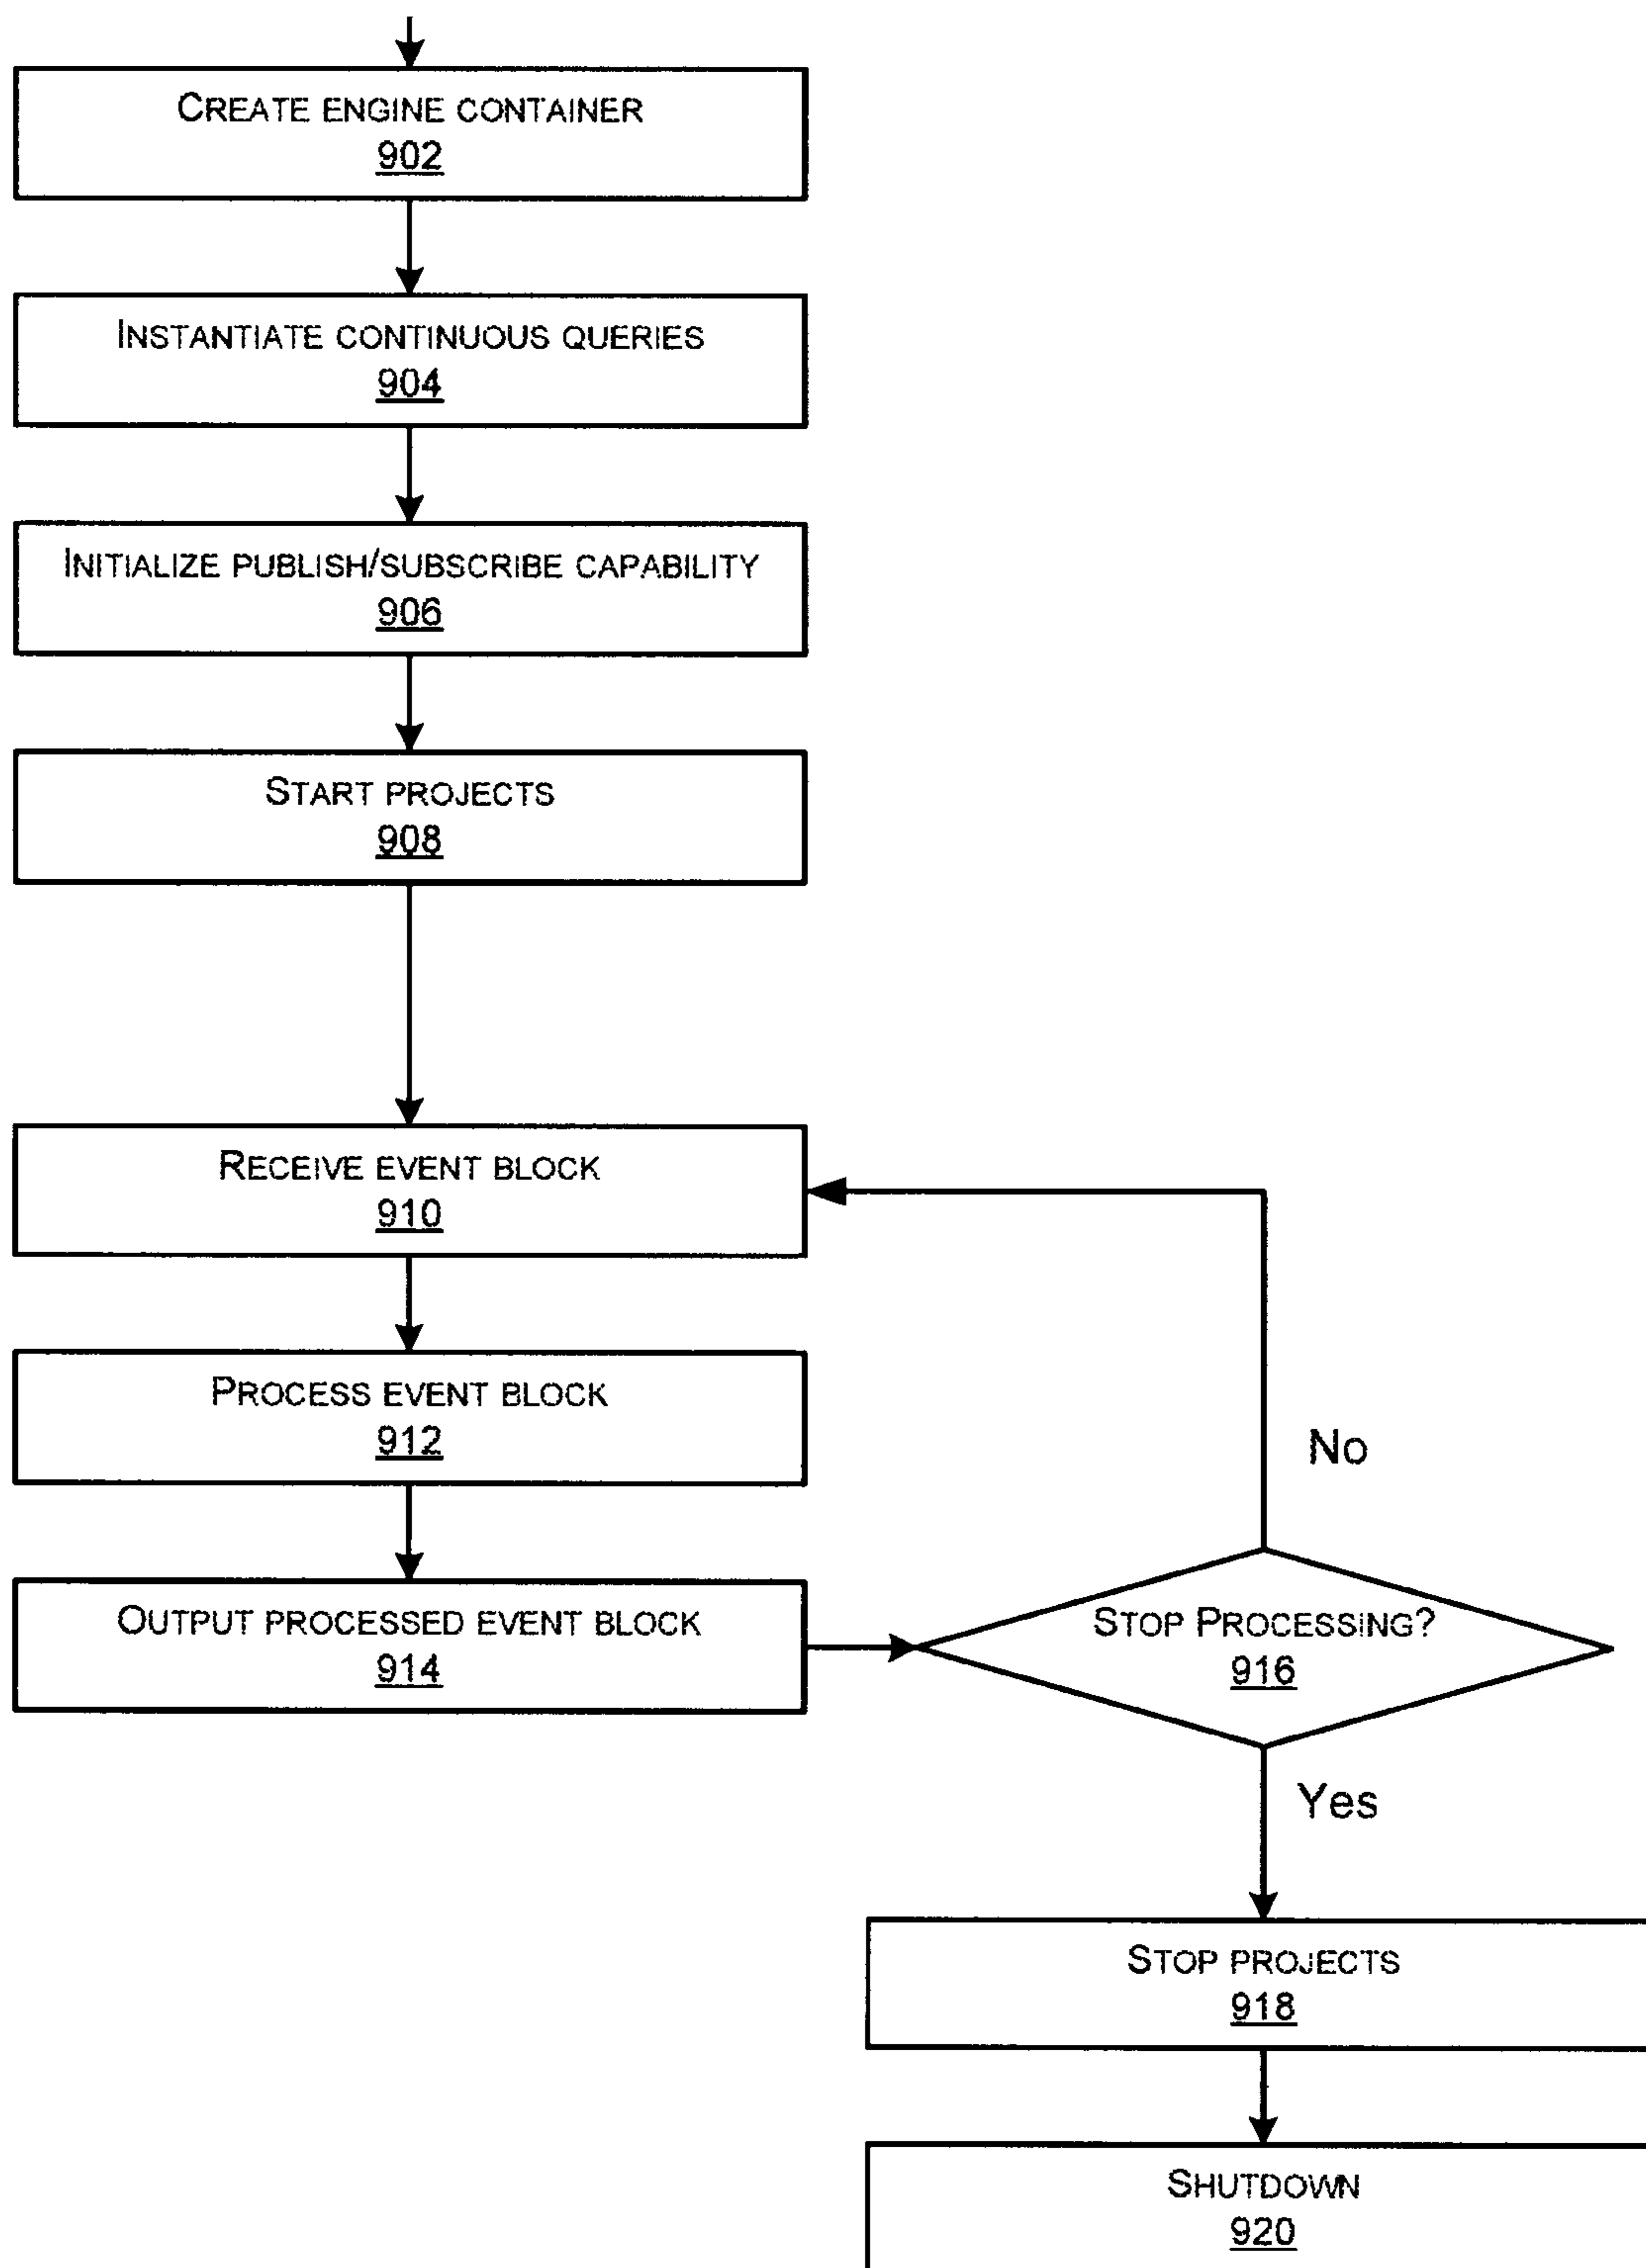 CREATE ENGINE CONTAINER
902
INSTANTIATE CONTINUOUS QUERIES
904
INITIALIZE PUBLISH/SUBSCRIBE CAPABILITY
906
START PROJECTS
908
RECEIVE EVENT BLOCK
910
PROCESS EVENT BLOCK
912
No
OUTPUT PROCESSED EVENT BLOCK
914
STOP PROCESSING?
916
Yes
STOP PROJECTS
918
SHUTDOWN
920